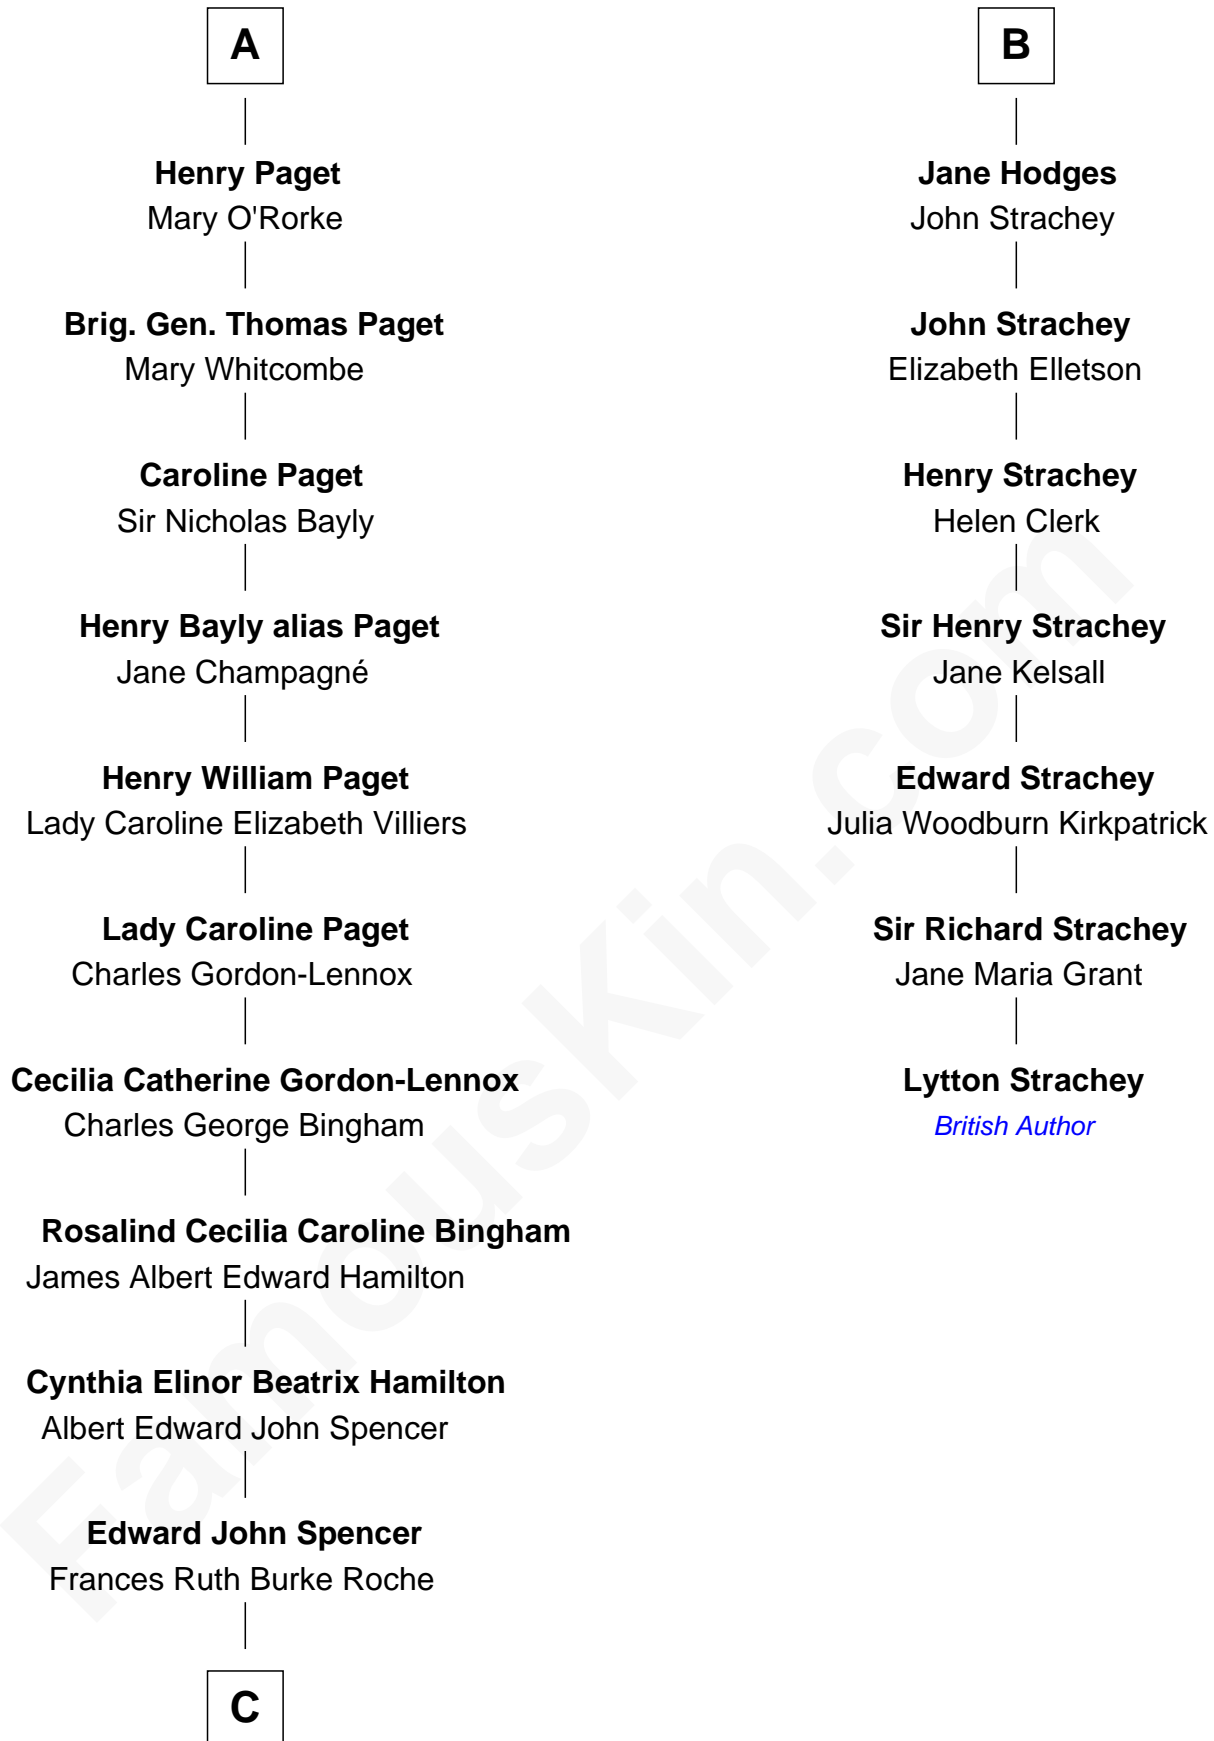 A
Henry Paget
Mary O'Rorke
Brig. Gen. Thomas Paget
Mary Whitcombe
Caroline Paget
Sir Nicholas Bayly
Henry Bayly alias Paget
Jane Champagné
Henry William Paget
Lady Caroline Elizabeth Villiers
Lady Caroline Paget
Charles Gordon-Lennox
Cecilia Catherine Gordon-Lennox
Charles George Bingham
Rosalind Cecilia Caroline Bingham
James Albert Edward Hamilton
Cynthia Elinor Beatrix Hamilton
Albert Edward John Spencer
Edward John Spencer
Frances Ruth Burke Roche
C
B
Jane Hodges
John Strachey
John Strachey
Elizabeth Elletson
Henry Strachey
Helen Clerk
Sir Henry Strachey
Jane Kelsall
Edward Strachey
Julia Woodburn Kirkpatrick
Sir Richard Strachey
Jane Maria Grant
Lytton Strachey
British Author
FamousKin.com